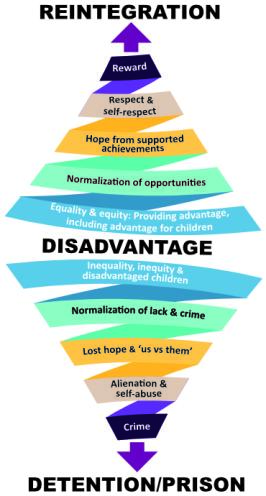 REINTEGRATION
Reward
Respect &
self-respect
Hope from supported
achievements
Normalization of opportunities
Equality & equity: Providing advantage,
including advantage for children
DISADVANTAGE
Inequality, inequity &
disadvantaged children
Normalization of lack & crime
Lost hope & ‘us vs them’
Alienation &
self-abuse
Crime
DETENTION/PRISON